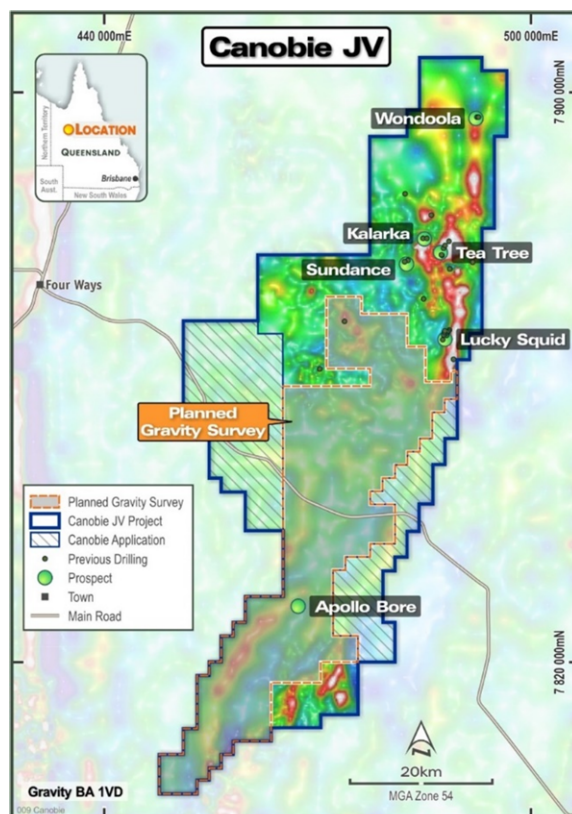 440 000mE
500 000mE
Canobie JV
7 900 000mN
LOCATION
Northern Territory
QUEENSLAND
Brisbane
South Aust.
New South Wales
Wondoola
Kalarka
Tea Tree
Sundance
Four Ways
Lucky Squid
Planned
Gravity Survey
Planned Gravity Survey
Canobie JV Project
Canobie Application
Previous Drilling
Prospect
Town
Main Road
Apollo Bore
7 820 000mN
N
20km
MGA Zone 54
Gravity BA 1VD
009 Canobie